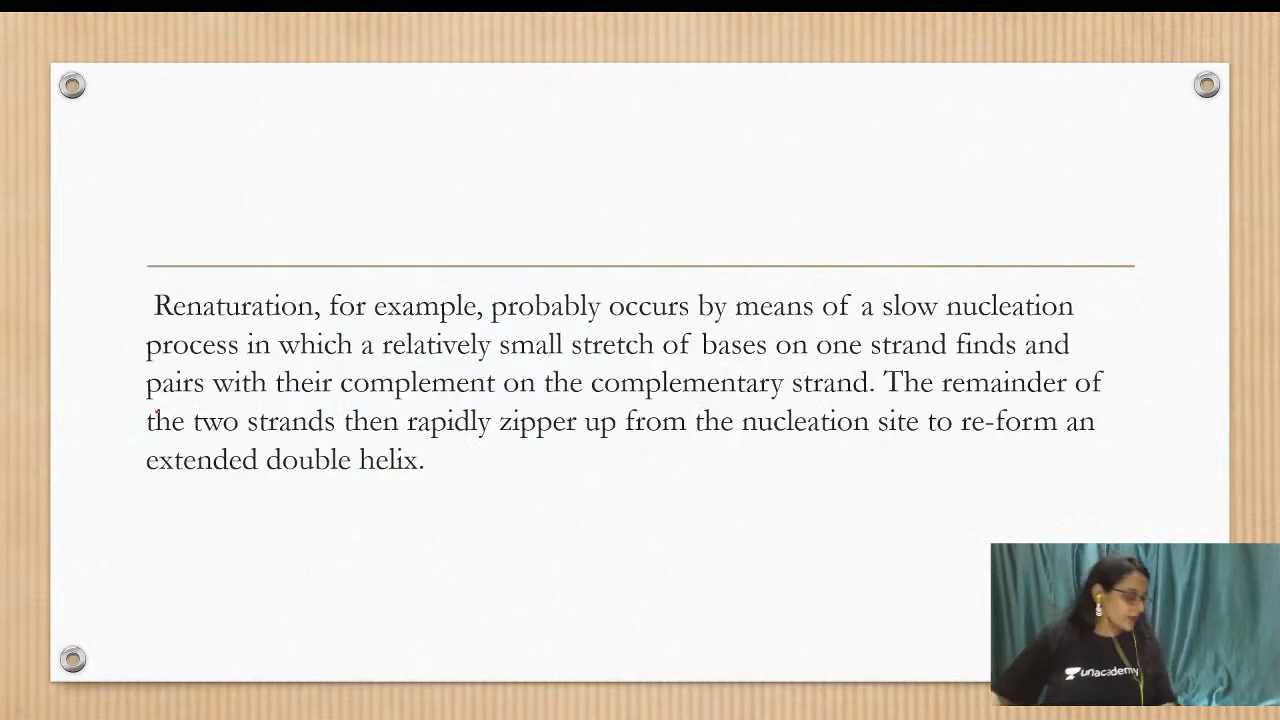 Renaturation, for example, probably occurs by means of a slow nucleation
process in which a relatively small stretch of bases on one strand finds and
pairs with their complement on the complementary strand. The remainder of
the two strands then rapidly zipper up from the nucleation site to re-form an
extended double helix.
unacademy